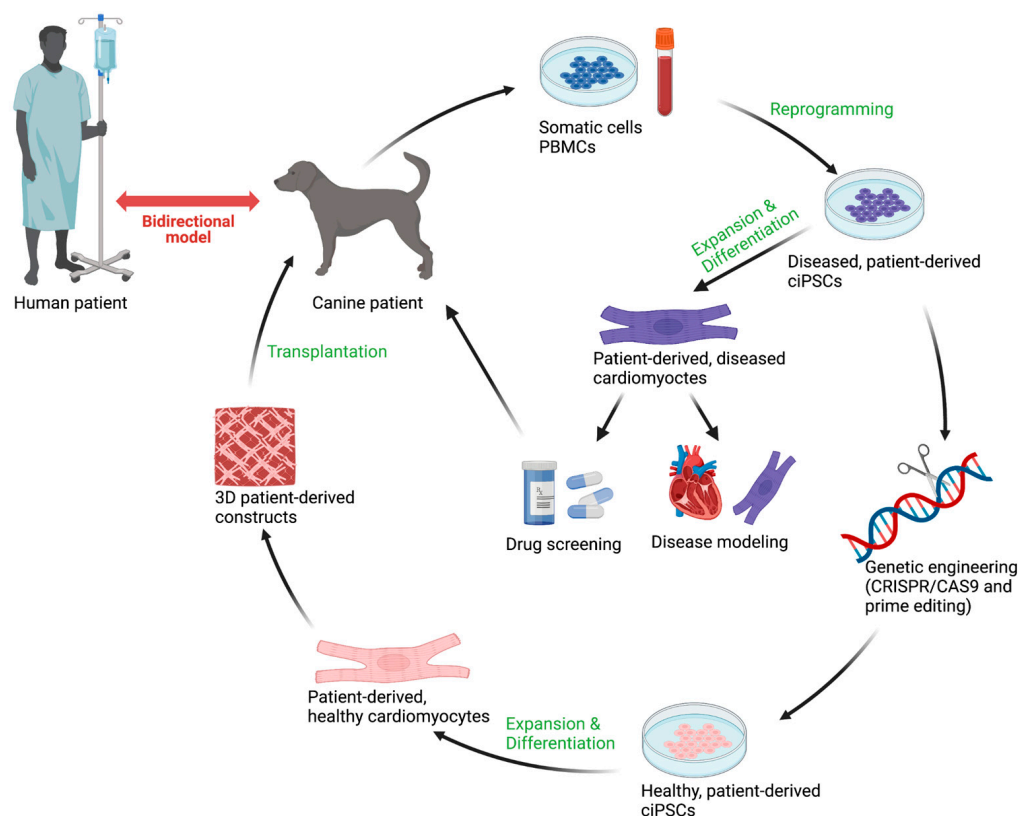 Somatic cells
PBMCs
Reprogramming
Bidirectional
model
Human patient
Canine patient
Expansion &
Differentiation
Diseased, patient-derived
ciPSCs
Transplantation
Patient-derived, diseased
cardiomyoctes
3D patient-derived
constructs
Rx
Drug screening
Disease modeling
Genetic engineering
(CRISPR/CAS9 and
prime editing)
Patient-derived,
healthy cardiomyocytes
Expansion &
Differentiation
Healthy, patient-derived
ciPSCs